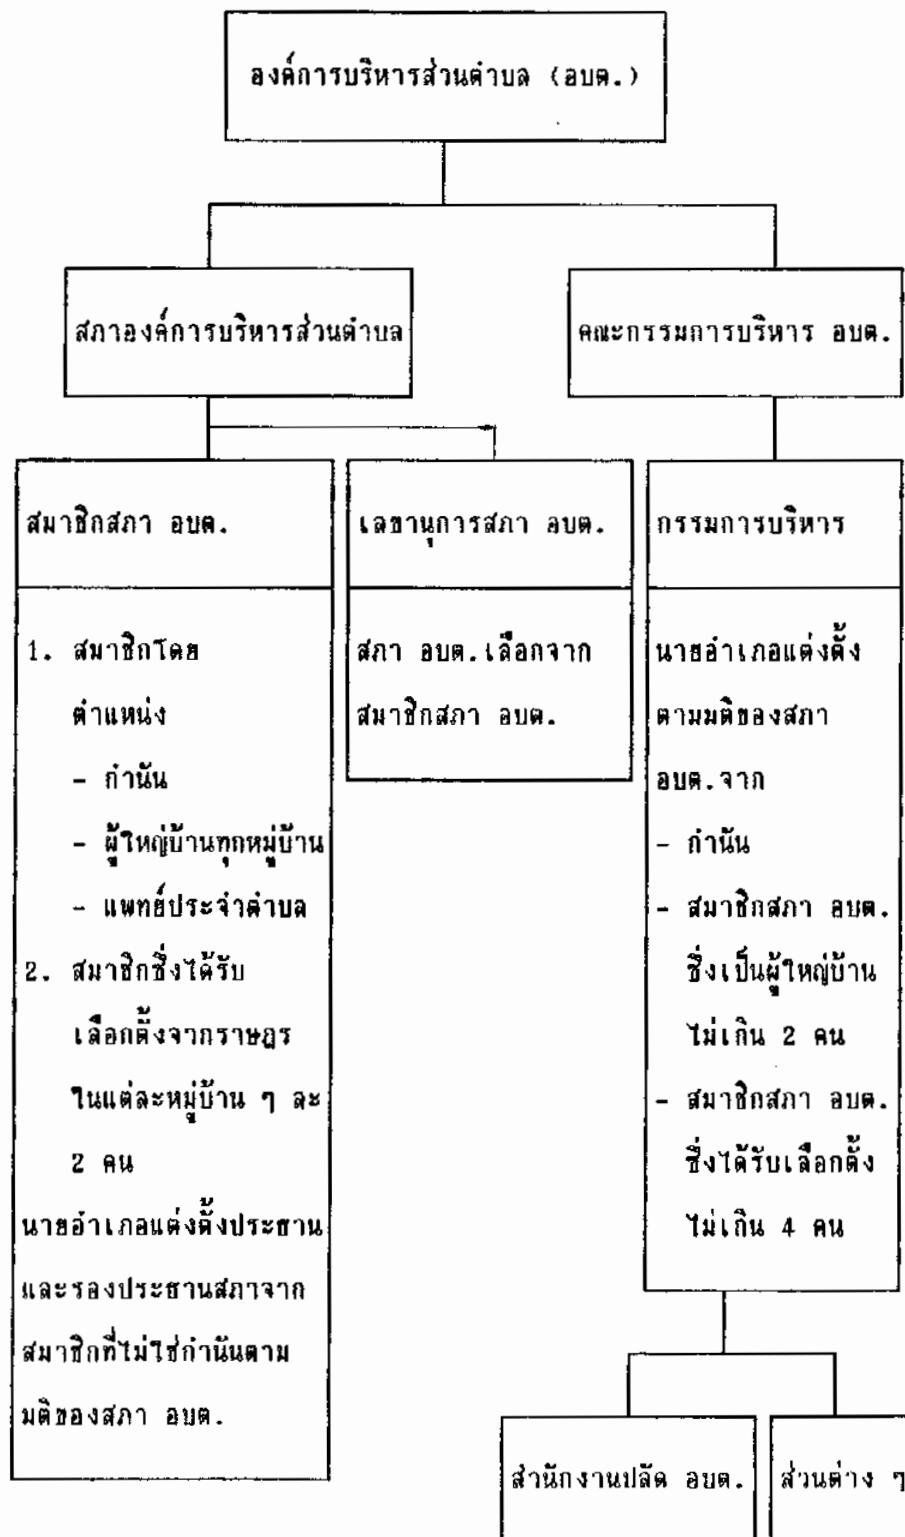 องค์การบริหารส่วนตำบล (อบต.)
สภาองค์การบริหารส่วนตำบล
คณะกรรมการบริหาร อบต.
สมาชิกสภา อบต.
1. สมาชิกโดย
ตำแหน่ง
- กำนัน
- ผู้ใหญ่บ้านทุกหมู่บ้าน
- แพทย์ประจำตำบล
2. สมาชิกซึ่งได้รับ
เลือกตั้งจากราษฎร
ในแต่ละหมู่บ้าน ๆ ละ
2 คน
นายอำเภอแต่งตั้งประธาน
และรองประธานสภาจาก
สมาชิกที่ไม่ใช่กำนันตาม
มติของสภา อบต.
เลขานุการสภา อบต.
สภา อบต.เลือกจาก
สมาชิกสภา อบต.
กรรมการบริหาร
นายอำเภอแต่งตั้ง
ตามมติของสภา
อบต.จาก
- กำนัน
- สมาชิกสภา อบต.
ซึ่งเป็นผู้ใหญ่บ้าน
ไม่เกิน 2 คน
- สมาชิกสภา อบต.
ซึ่งได้รับเลือกตั้ง
ไม่เกิน 4 คน
สำนักงานปลัด อบต.
ส่วนต่าง ๆ